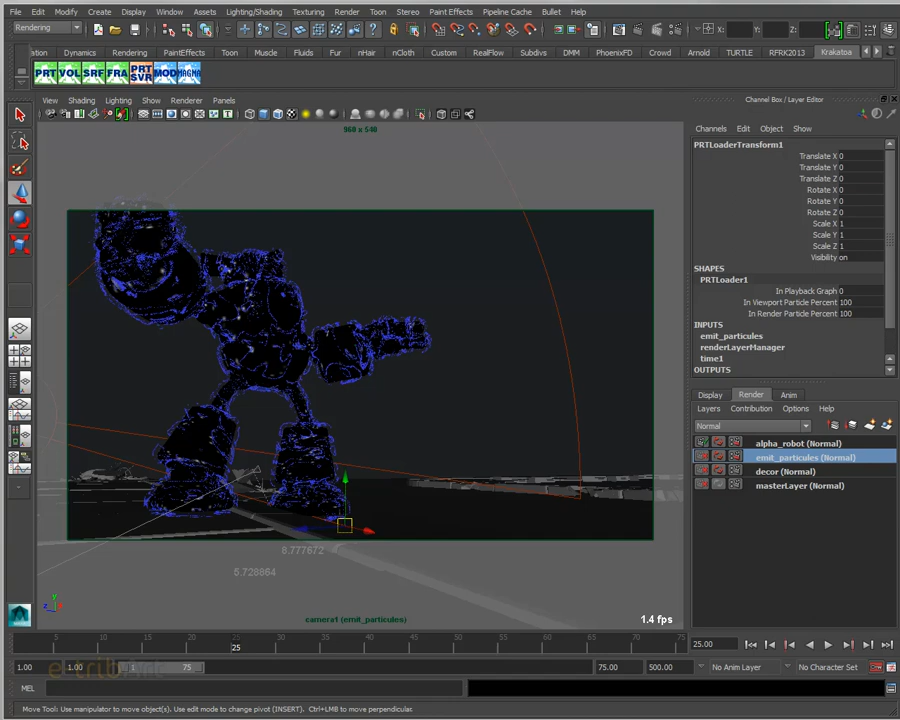 File Edit Modify Create Display Window Assets Lighting/Shading Texturing Render Toon Stereo Paint Effects Pipeline Cache Bullet Help
Rendering X: Y: Z:
ation Dynamics Rendering PaintEffects Toon Muscle Fluids Fur nHair nCloth Custom RealFlow Subdivs DMM PhoenixFD Crowd Arnold TURTLE RFRK2013 Krakatoa
PRT VOL SRF FRA PRT SVR MOD MAGMA
View Shading Lighting Show Renderer Panels
960 x 540
8.777672
5.728864
camera1 (emit_particules)
1.4 fps
Channel Box / Layer Editor
Channels Edit Object Show
PRTLoaderTransform1
Translate X 0
Translate Y 0
Translate Z 0
Rotate X 0
Rotate Y 0
Rotate Z 0
Scale X 1
Scale Y 1
Scale Z 1
Visibility on
SHAPES
PRTLoader1
In Playback Graph 0
In Viewport Particle Percent 100
In Render Particle Percent 100
INPUTS
emit_particules
renderLayerManager
time1
OUTPUTS
Display Render Anim
Layers Contribution Options Help
Normal
alpha_robot (Normal)
emit_particules (Normal)
decor (Normal)
masterLayer (Normal)
5 10 15 20 25 30 35 40 45 50 55 60 65 70 75
25
25.00
1.00 1.00 1 75 75.00 500.00 No Anim Layer No Character Set
MEL
Move Tool: Use manipulator to move object(s). Use edit mode to change pivot (INSERT). Ctrl+LMB to move perpendicular.